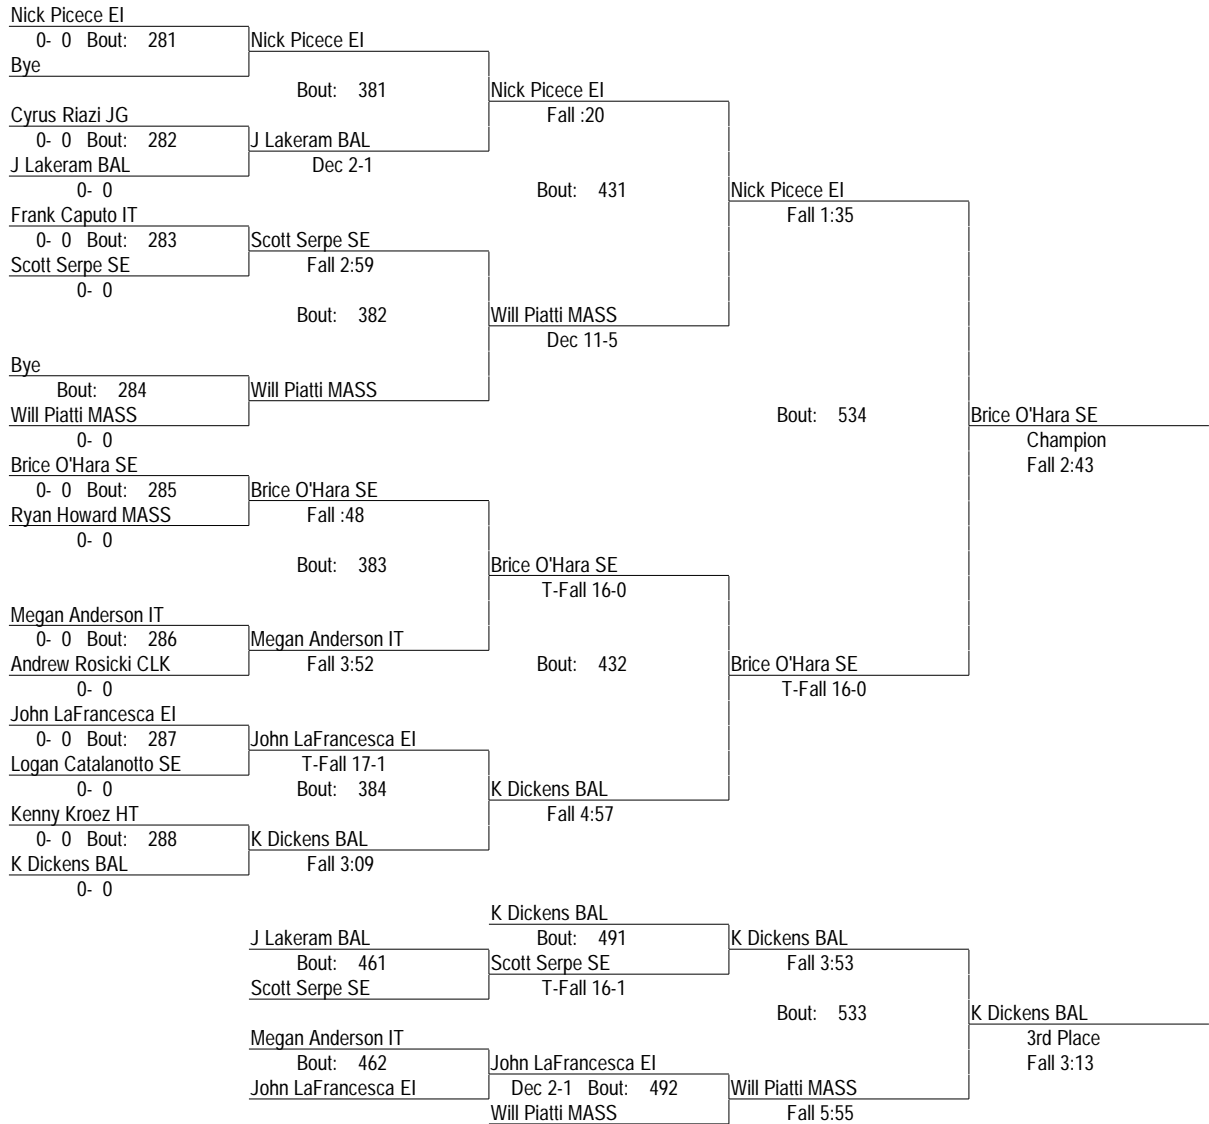 Nick Picece EI
0- 0 Bout: 281 Nick Picece EI
Bye
Bout: 381 Nick Picece EI
Cyrus Riazi JG Fall :20
0- 0 Bout: 282 J Lakeram BAL
J Lakeram BAL Dec 2-1
0- 0 Bout: 431 Nick Picece EI
Frank Caputo IT Fall 1:35
0- 0 Bout: 283 Scott Serpe SE
Scott Serpe SE Fall 2:59
0- 0
Bout: 382 Will Piatti MASS
Dec 11-5
Bye
Bout: 284 Will Piatti MASS
Will Piatti MASS Bout: 534 Brice O'Hara SE
0- 0 Champion
Brice O'Hara SE Fall 2:43
0- 0 Bout: 285 Brice O'Hara SE
Ryan Howard MASS Fall :48
0- 0
Bout: 383 Brice O'Hara SE
T-Fall 16-0
Megan Anderson IT
0- 0 Bout: 286 Megan Anderson IT
Andrew Rosicki CLK Fall 3:52 Bout: 432 Brice O'Hara SE
0- 0 T-Fall 16-0
John LaFrancesca EI
0- 0 Bout: 287 John LaFrancesca EI
Logan Catalanotto SE T-Fall 17-1
0- 0 Bout: 384 K Dickens BAL
Kenny Kroez HT Fall 4:57
0- 0 Bout: 288 K Dickens BAL
K Dickens BAL Fall 3:09
0- 0
K Dickens BAL
J Lakeram BAL Bout: 491 K Dickens BAL
Bout: 461 Scott Serpe SE Fall 3:53
Scott Serpe SE T-Fall 16-1
Bout: 533 K Dickens BAL
Megan Anderson IT 3rd Place
Bout: 462 John LaFrancesca EI Fall 3:13
John LaFrancesca EI Dec 2-1 Bout: 492 Will Piatti MASS
Will Piatti MASS Fall 5:55